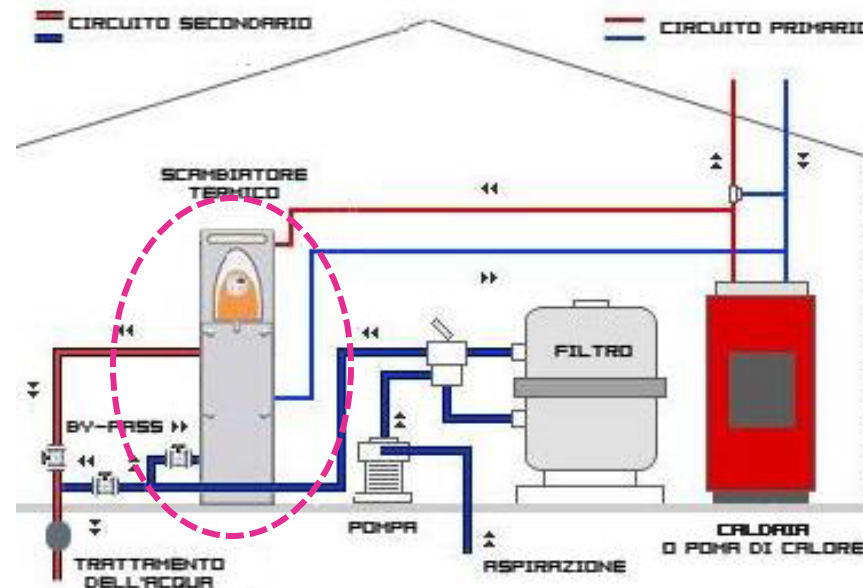 CIRCUITO SECONDARIO
CIRCUITO PRIMARIO
SCAMBIATORE
TERMICO
FILTRO
BY-PASS
POMPA
CALDAIA
O POMA DI CALORE
ASPIRAZIONE
TRATTAMENTO
DELL'ACQUA